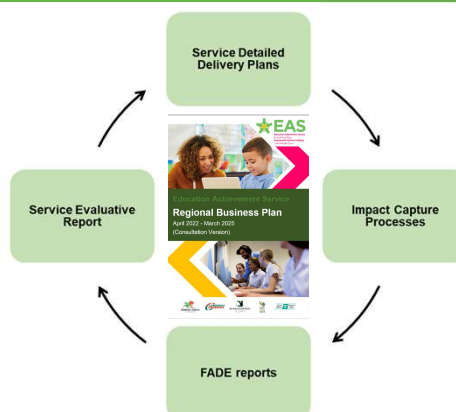 Service Detailed
Delivery Plans
EAS
Education Achievement Service
Regional Business Plan
April 2022 - March 2025
(Consultation Version)
Service Evaluative
Report
Impact Capture
Processes
FADE reports